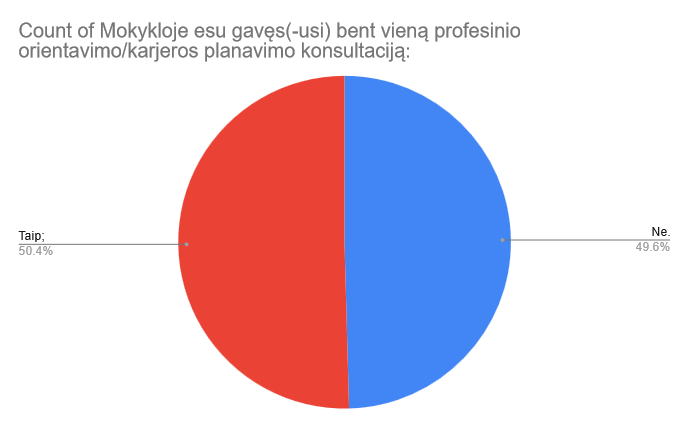 Count of Mokykloje esu gavęs(-usi) bent vieną profesinio
orientavimo/karjeros planavimo konsultaciją:
Taip;
50.4%
Ne.
49.6%